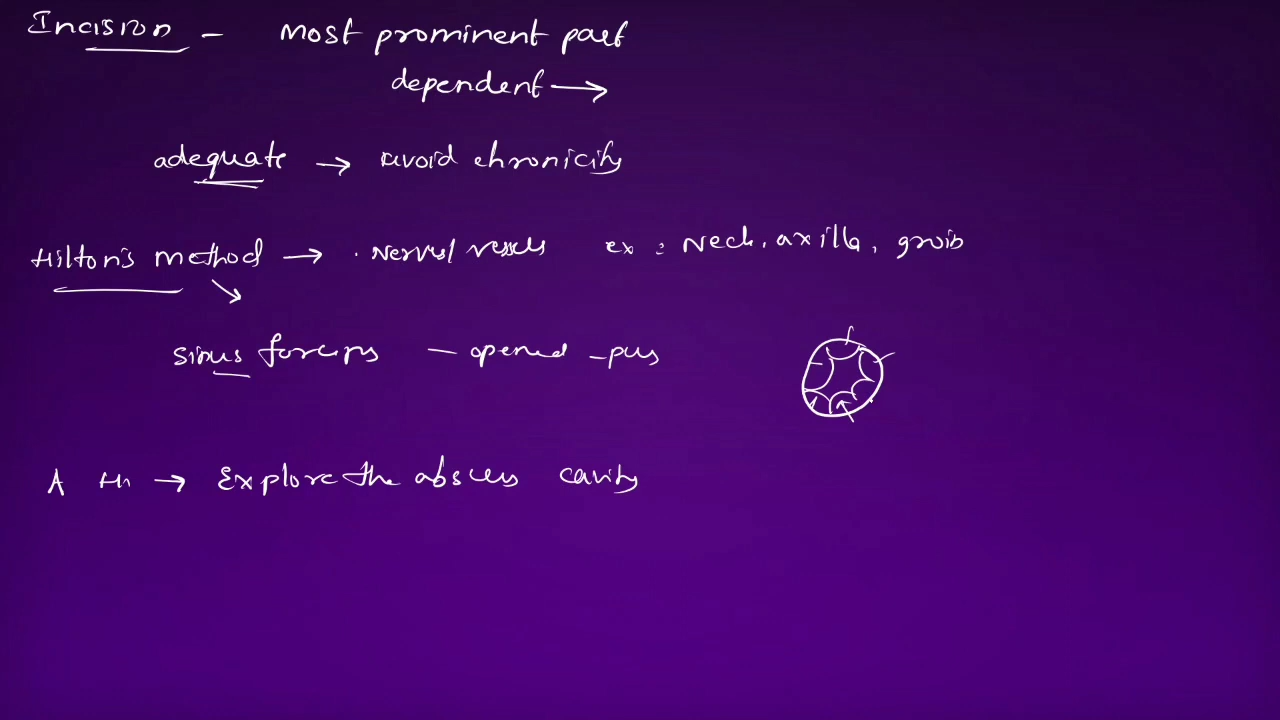 Incision - most prominent part
dependent →
adequate → avoid chronicity
Hilton's method → . Nerves/ vessels ex : Neck, axilla, groin
sinus forceps - opened - pus
A Hn → Explore the abscess cavity